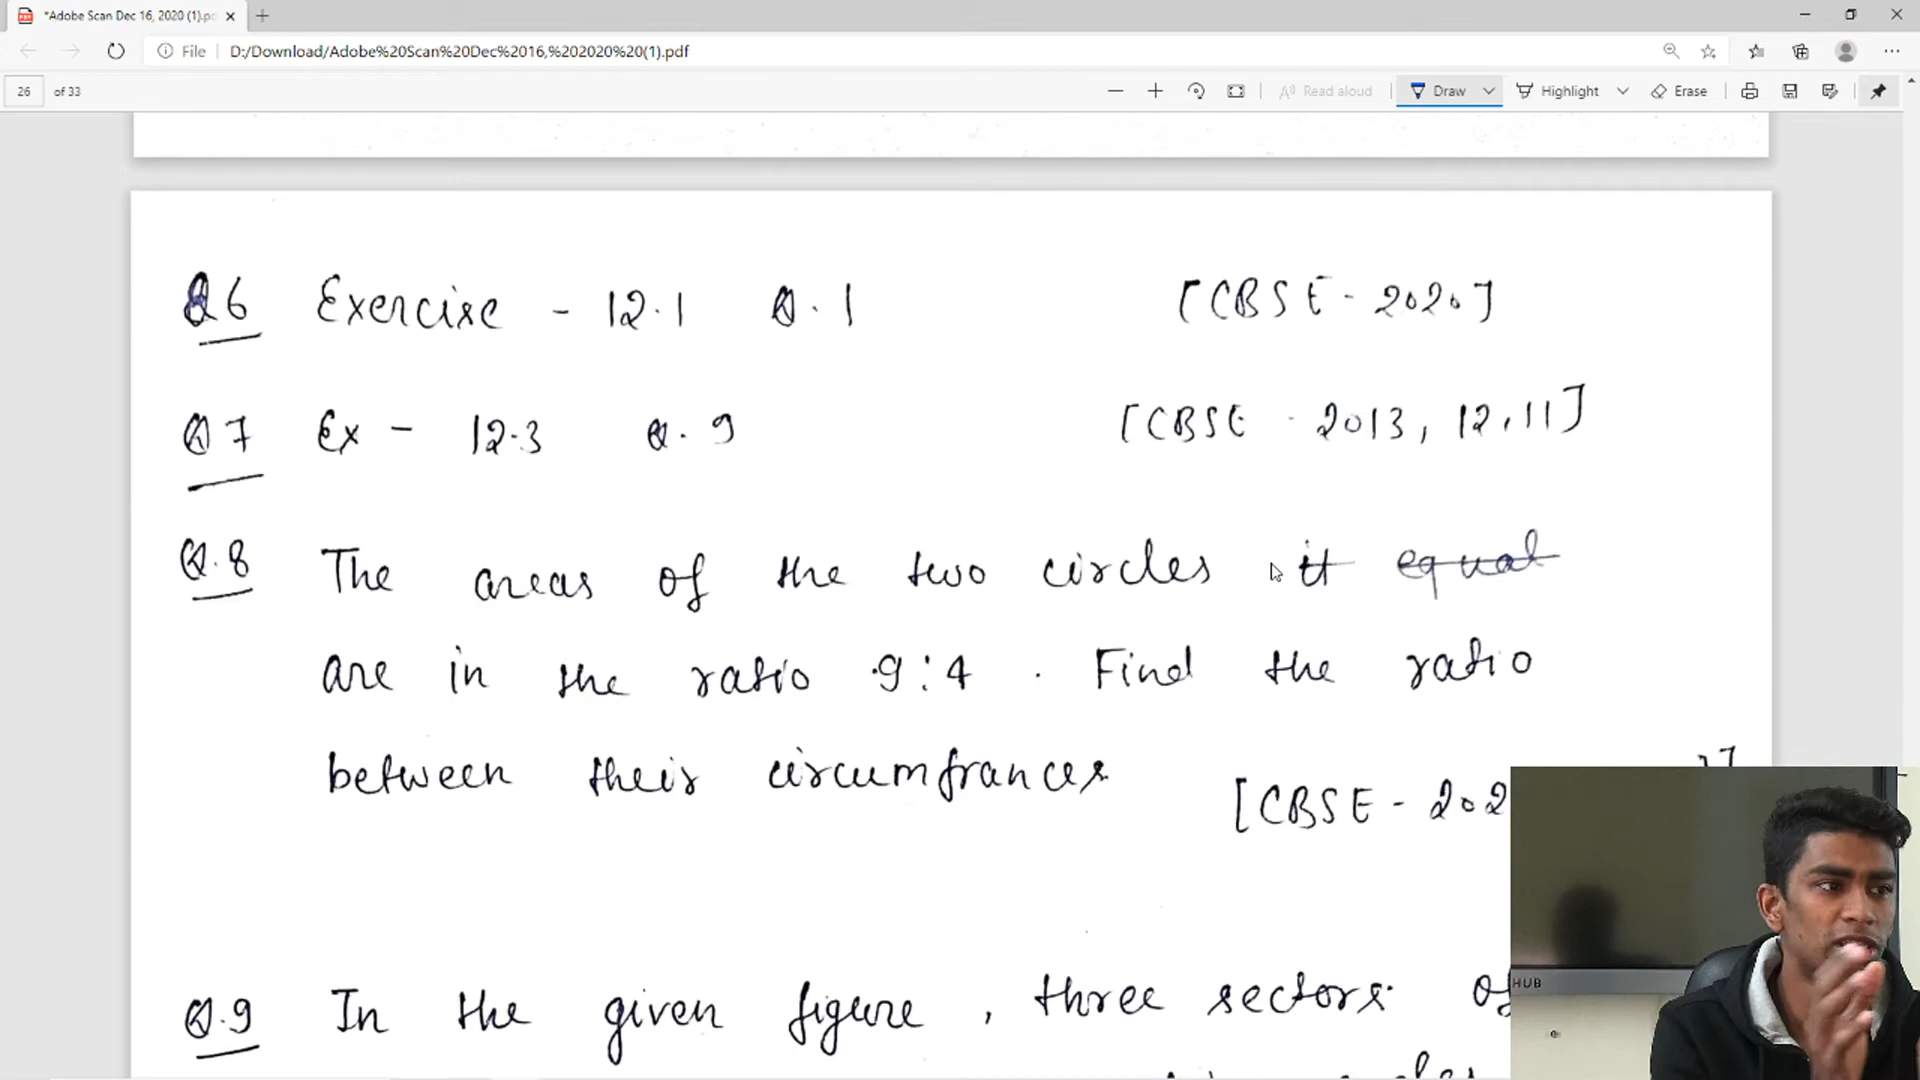 *Adobe Scan Dec 16, 2020 (1).pdf
File D:/Download/Adobe%20Scan%20Dec%2016,%202020%20(1).pdf
26 of 33 Read aloud Draw Highlight Erase
Q6 Exercise - 12.1 Q.1 [CBSE - 2020]
Q7 Ex - 12.3 Q.9 [CBSE - 2013, 12, 11]
Q.8 The areas of the two circles it equal
are in the ratio 9:4. Find the ratio
between their circumfrances
[CBSE - 202
Q.9 In the given figure, three sectors of
HUB